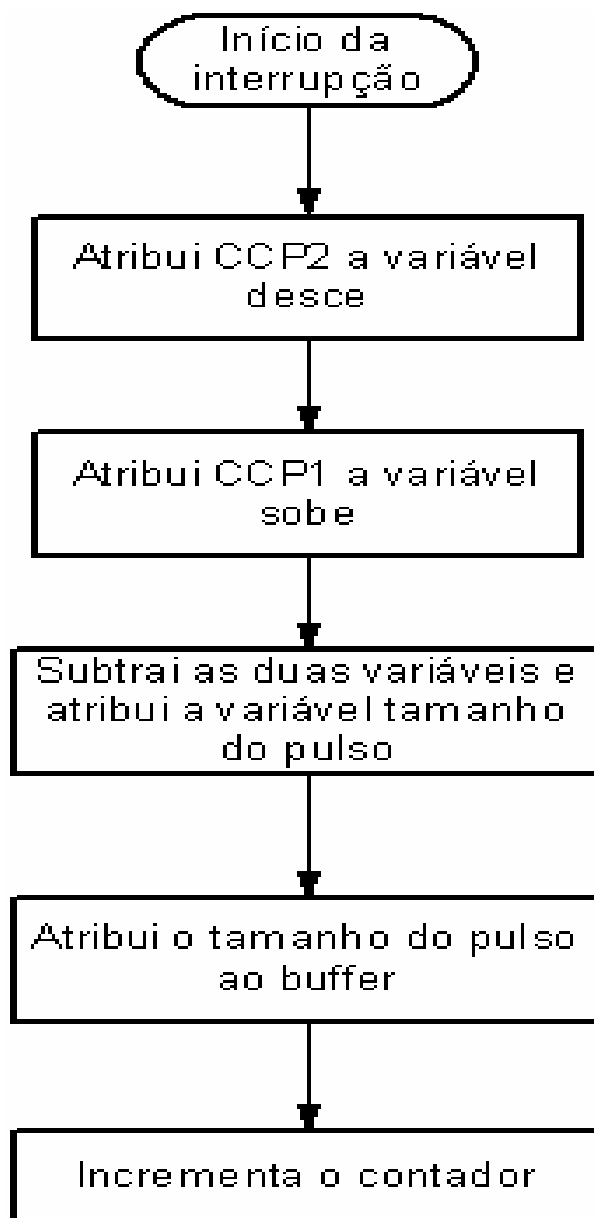 Início da
interrupção
Atribui CCP2 a variável
desce
Atribui CCP1 a variável
sobe
Subtrai as duas variáveis e
atribui a variável tamanho
do pulso
Atribui o tamanho do pulso
ao buffer
Incrementa o contador